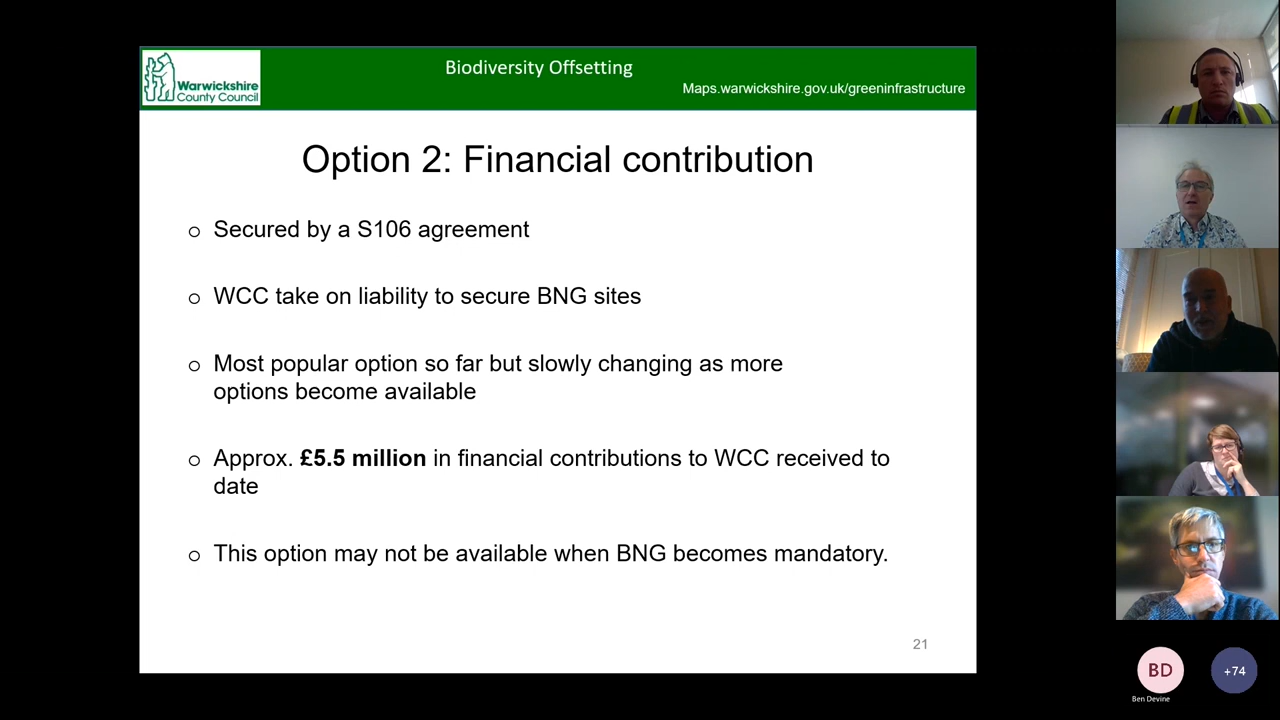 Warwickshire
County Council
Biodiversity Offsetting
Maps.warwickshire.gov.uk/greeninfrastructure
Option 2: Financial contribution
Secured by a S106 agreement
WCC take on liability to secure BNG sites
Most popular option so far but slowly changing as more
options become available
Approx. £5.5 million in financial contributions to WCC received to
date
This option may not be available when BNG becomes mandatory.
21
BD
+74
Ben Devine